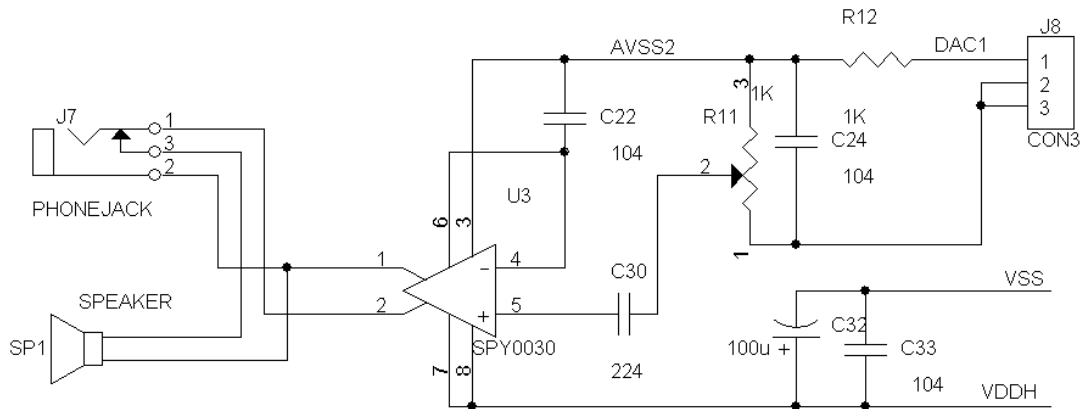 R12
J8
AVSS2
DAC1
1
2
3
CON3
3
1K
R11
1K
C24
104
C22
104
J7
1
3
2
PHONEJACK
2
U3
6
3
1
4
1
C30
VSS
SPEAKER
2
5
+
SP1
SPY0030
C32
100u +
C33
7
8
224
104
VDDH